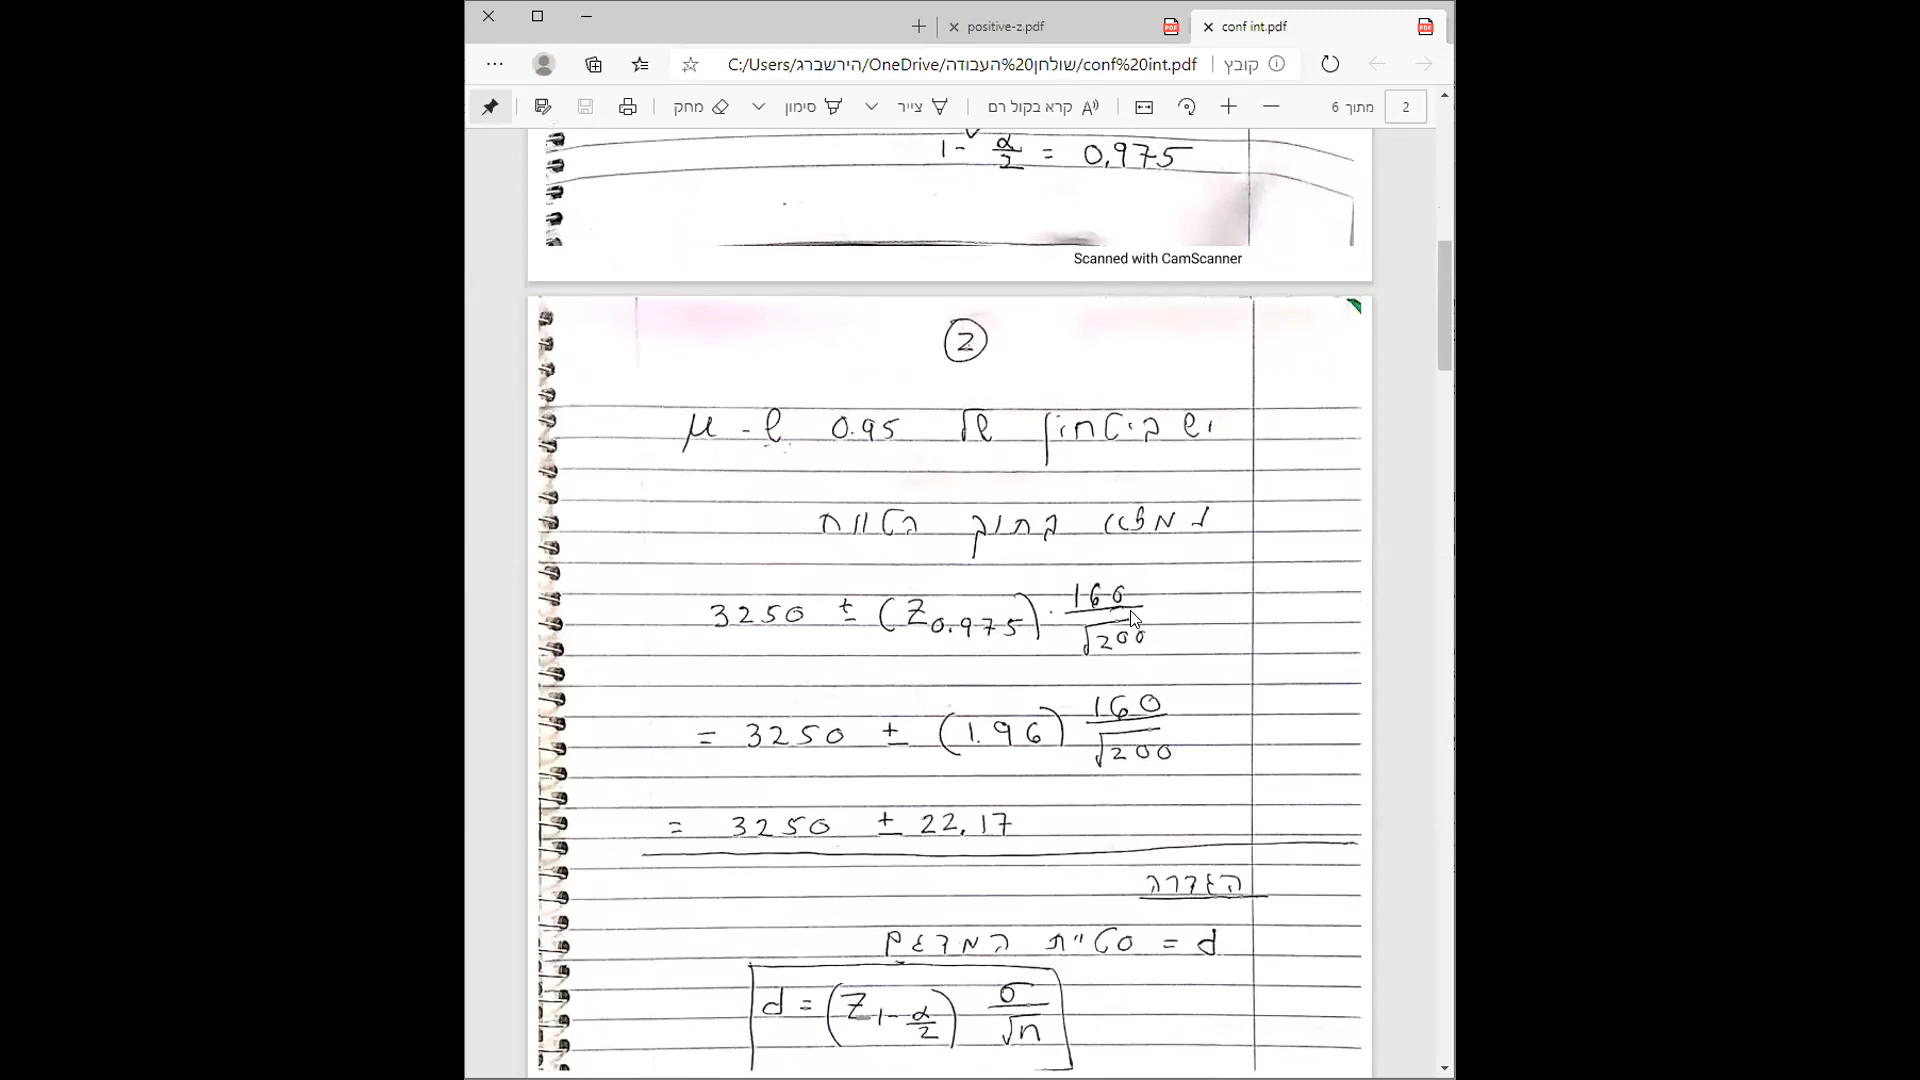 positive-z.pdf
conf int.pdf
C:/Users/הירשברג/OneDrive/שולחן%20העבודה/conf%20int.pdf
קובץ
מחק
סימון
צייר
קרא בקול רם
מתוך 6
2
1 - α/2 = 0.975
Scanned with CamScanner
2
יש ביטחון של 0.95 ש - μ
נמצא בתוך הטווח
3250 ± (Z0.975) · 160/√200
= 3250 ± (1.96) 160/√200
= 3250 ± 22.17
הגדרה
d = סטיית המדגם
d = (Z1-α/2) σ/√n